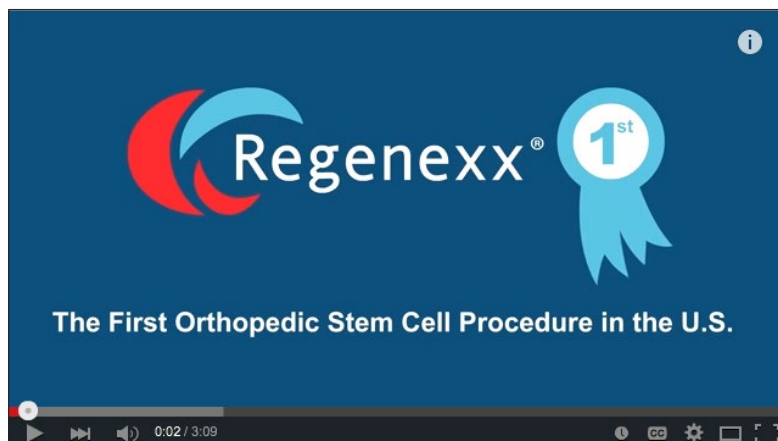 Regenexx®
1st
The First Orthopedic Stem Cell Procedure in the U.S.
0:02 / 3:09
CC